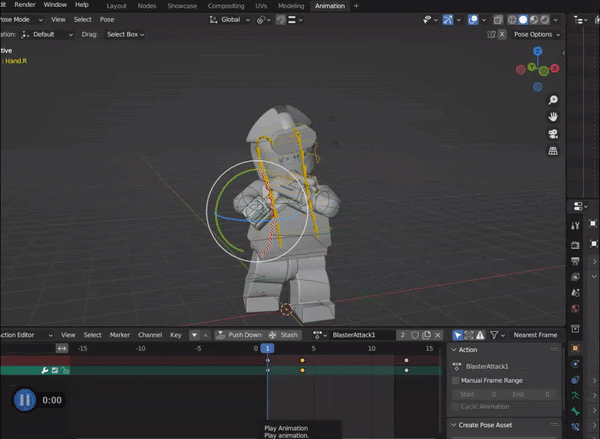 dit Render Window Help Layout Nodes Showcase Compositing UVs Modeling Animation +
ose Mode View Select Pose Global
ation: Default Drag: Select Box X Pose Options
tive
: Hand.R
Z
Y
X
ction Editor View Select Marker Channel Key Push Down Stash BlasterAttack1 2 Nearest Frame
-15 -10 -5 0 1 5 10 15
Action
BlasterAttack1
Manual Frame Range
Start 0 End 0
Cyclic Animation
Create Pose Asset
0:00
Play Animation
Play animation.